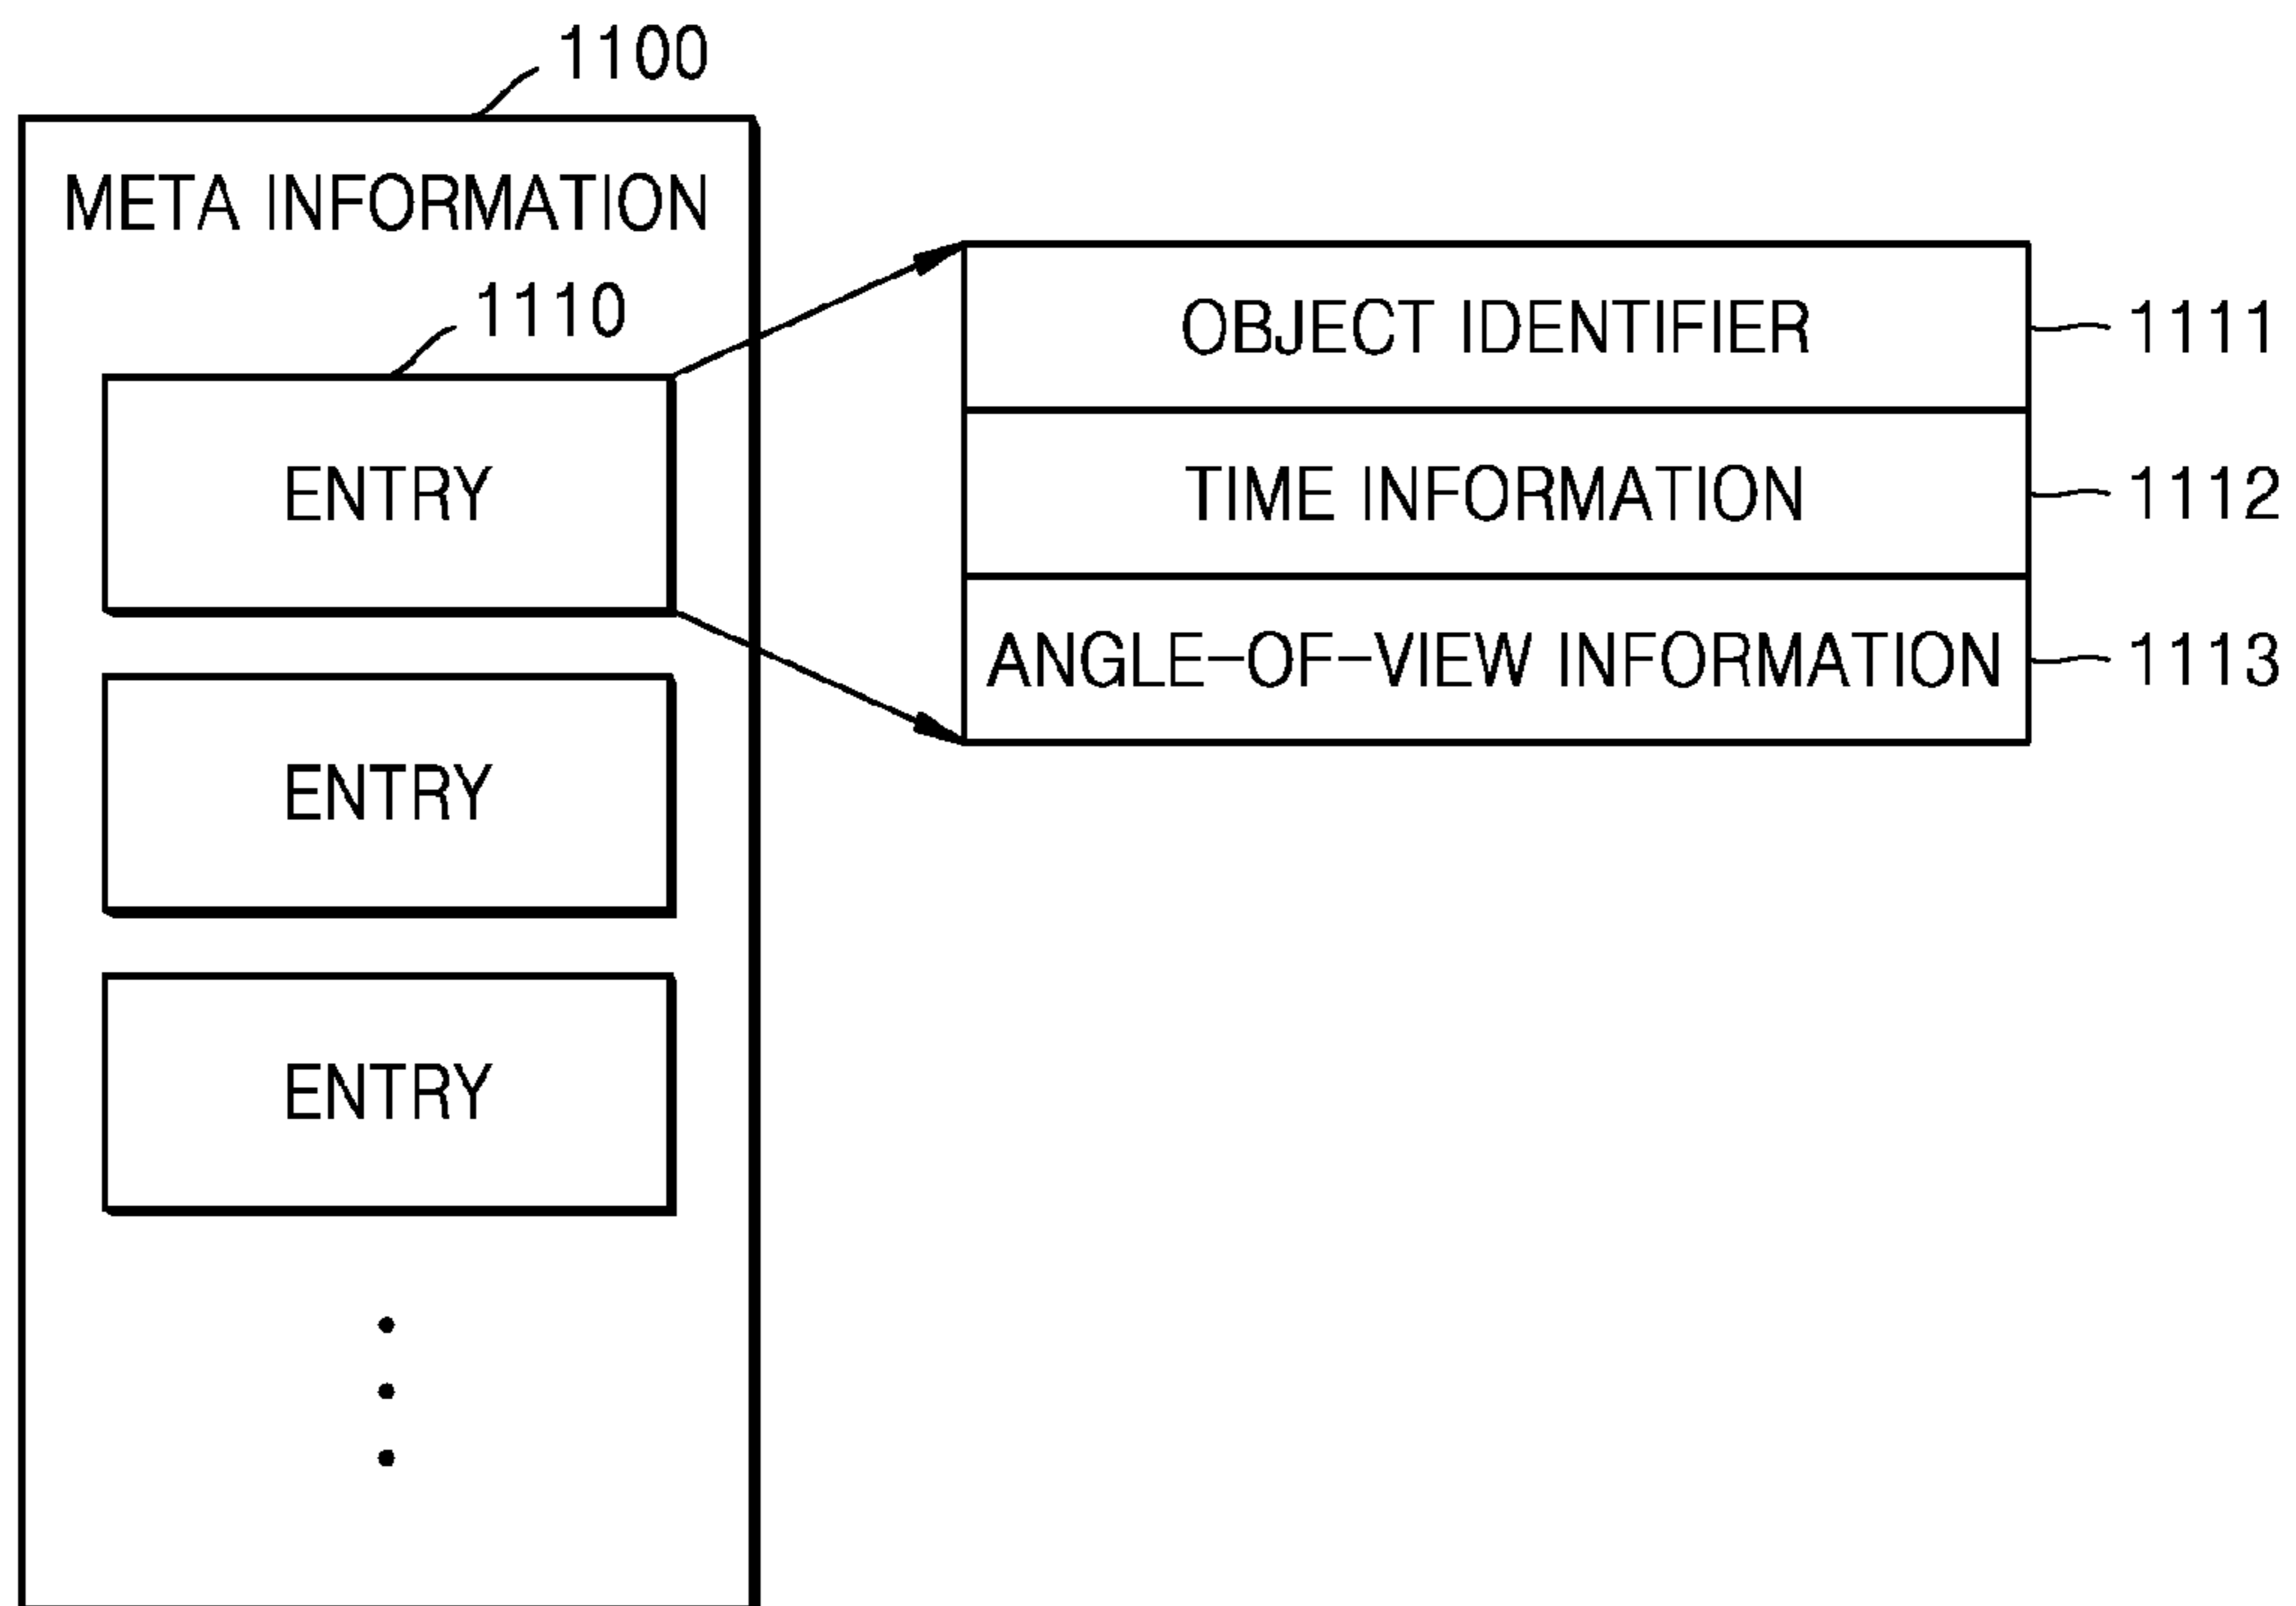 1100
META INFORMATION
1110
ENTRY
ENTRY
ENTRY
OBJECT IDENTIFIER 1111
TIME INFORMATION 1112
ANGLE-OF-VIEW INFORMATION 1113